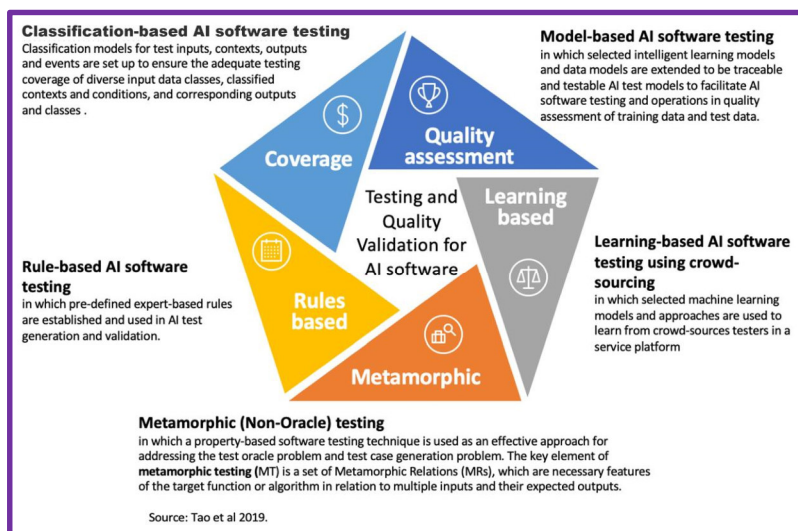 Classification-based AI software testing
Classification models for test inputs, contexts, outputs
and events are set up to ensure the adequate testing
coverage of diverse input data classes, classified
contexts and conditions, and corresponding outputs
and classes .
Model-based AI software testing
in which selected intelligent learning models
and data models are extended to be traceable
and testable AI test models to facilitate AI
software testing and operations in quality
assessment of training data and test data.
$
Coverage
Quality
assessment
Testing and
Quality
Validation for
AI software
Learning
based
Rule-based AI software
testing
in which pre-defined expert-based rules
are established and used in AI test
generation and validation.
Rules
based
Learning-based AI software
testing using crowd-
sourcing
in which selected machine learning
models and approaches are used to
learn from crowd-sources testers in a
service platform
Metamorphic
Metamorphic (Non-Oracle) testing
in which a property-based software testing technique is used as an effective approach for
addressing the test oracle problem and test case generation problem. The key element of
metamorphic testing (MT) is a set of Metamorphic Relations (MRs), which are necessary features
of the target function or algorithm in relation to multiple inputs and their expected outputs.
Source: Tao et al 2019.